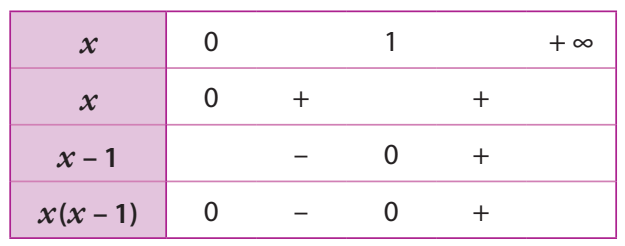 x 0 1 + ∞
x 0 + +
x – 1 – 0 +
x(x – 1) 0 – 0 +